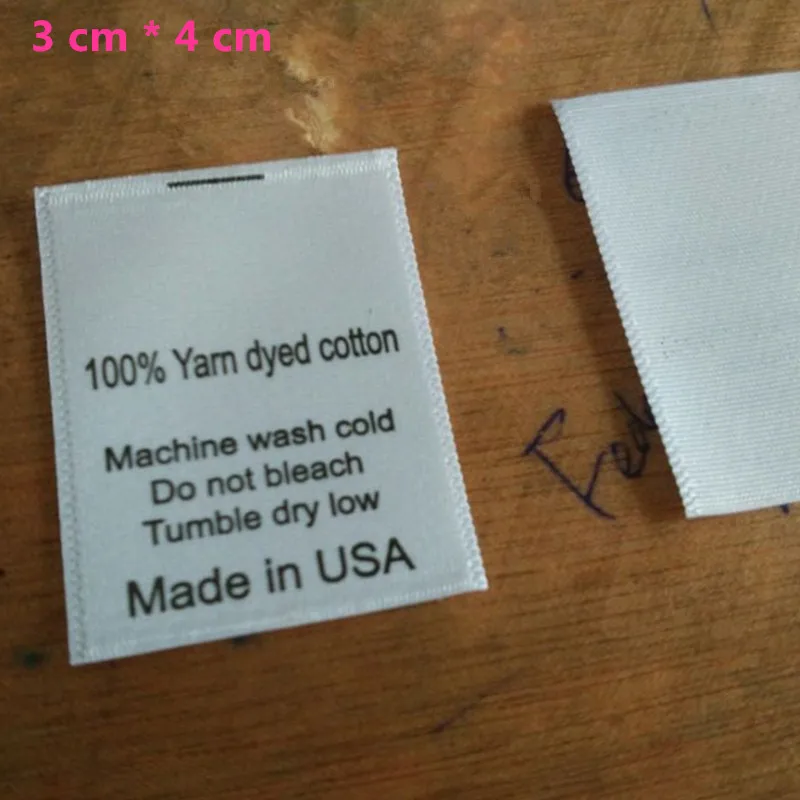 3 cm * 4 cm
100% Yarn dyed cotton
Machine wash cold
Do not bleach
Tumble dry low
Made in USA